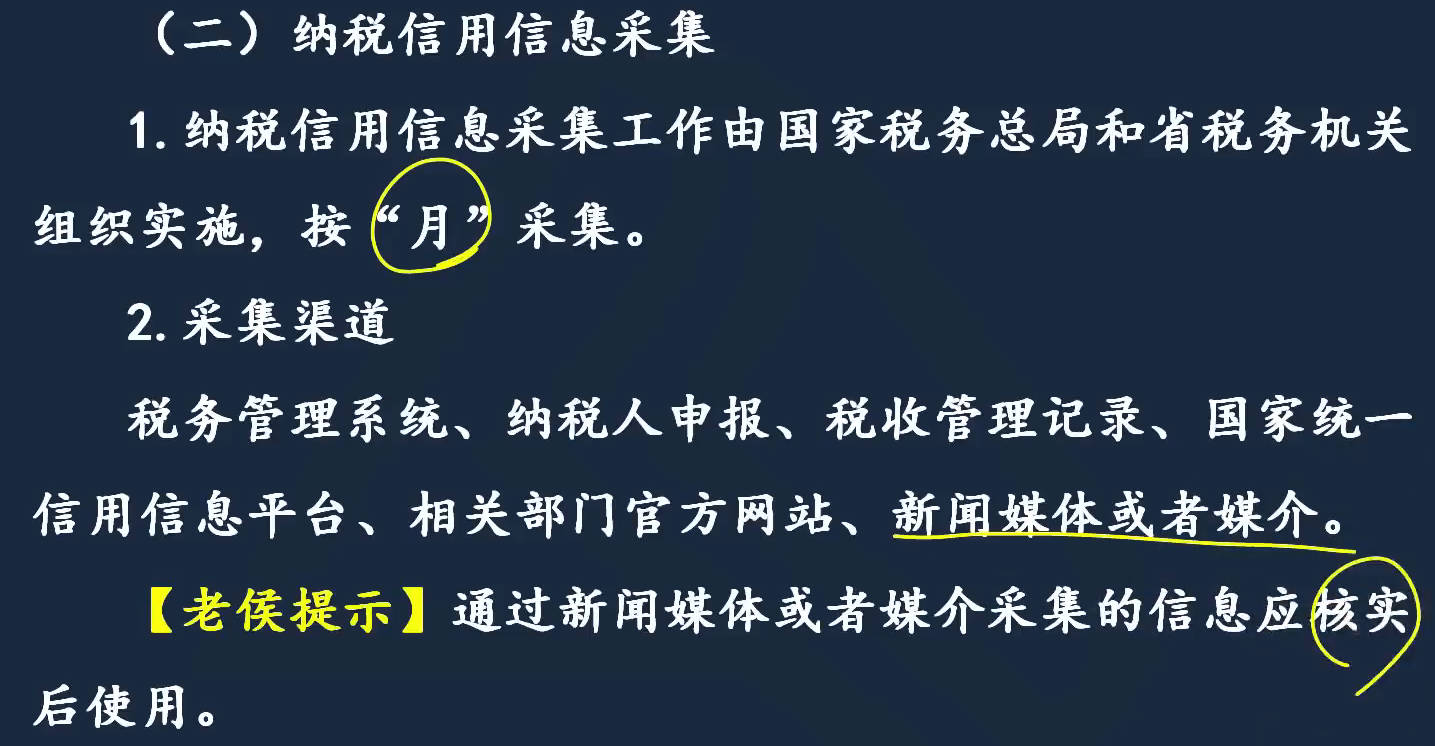 （二）纳税信用信息采集
1.纳税信用信息采集工作由国家税务总局和省税务机关
组织实施，按“月”采集。
2.采集渠道
税务管理系统、纳税人申报、税收管理记录、国家统一
信用信息平台、相关部门官方网站、新闻媒体或者媒介。
【老侯提示】通过新闻媒体或者媒介采集的信息应核实
后使用。